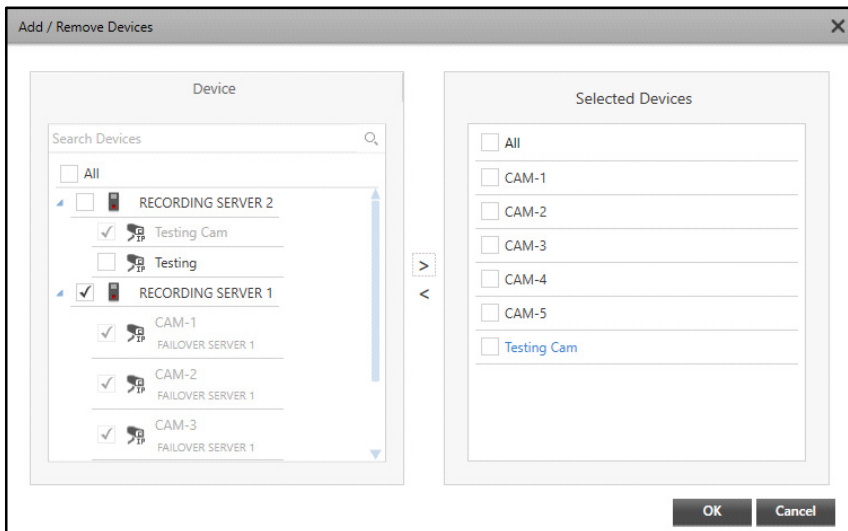 Add / Remove Devices
Device
Search Devices
All
RECORDING SERVER 2
Testing Cam
Testing
RECORDING SERVER 1
CAM-1
FAILOVER SERVER 1
CAM-2
FAILOVER SERVER 1
CAM-3
FAILOVER SERVER 1
>
<
Selected Devices
All
CAM-1
CAM-2
CAM-3
CAM-4
CAM-5
Testing Cam
OK
Cancel